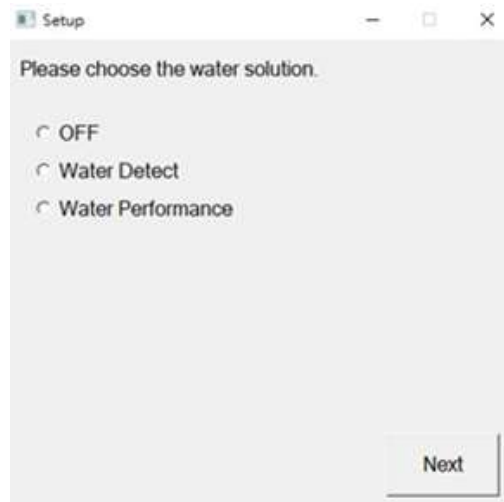 Setup
Please choose the water solution.
OFF
Water Detect
Water Performance
Next